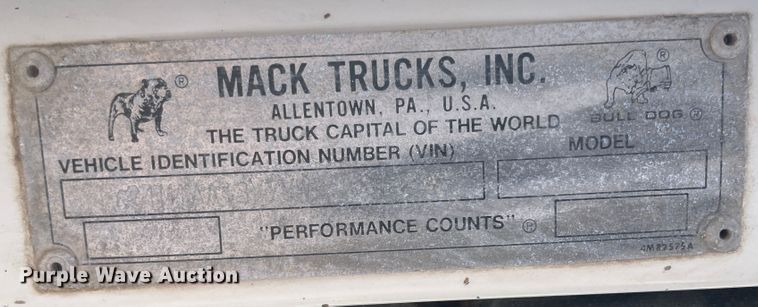 MACK TRUCKS, INC.
ALLENTOWN, PA., U.S.A.
THE TRUCK CAPITAL OF THE WORLD
BULL DOG ®
VEHICLE IDENTIFICATION NUMBER (VIN)
MODEL
"PERFORMANCE COUNTS" ®
Purple Wave Auction